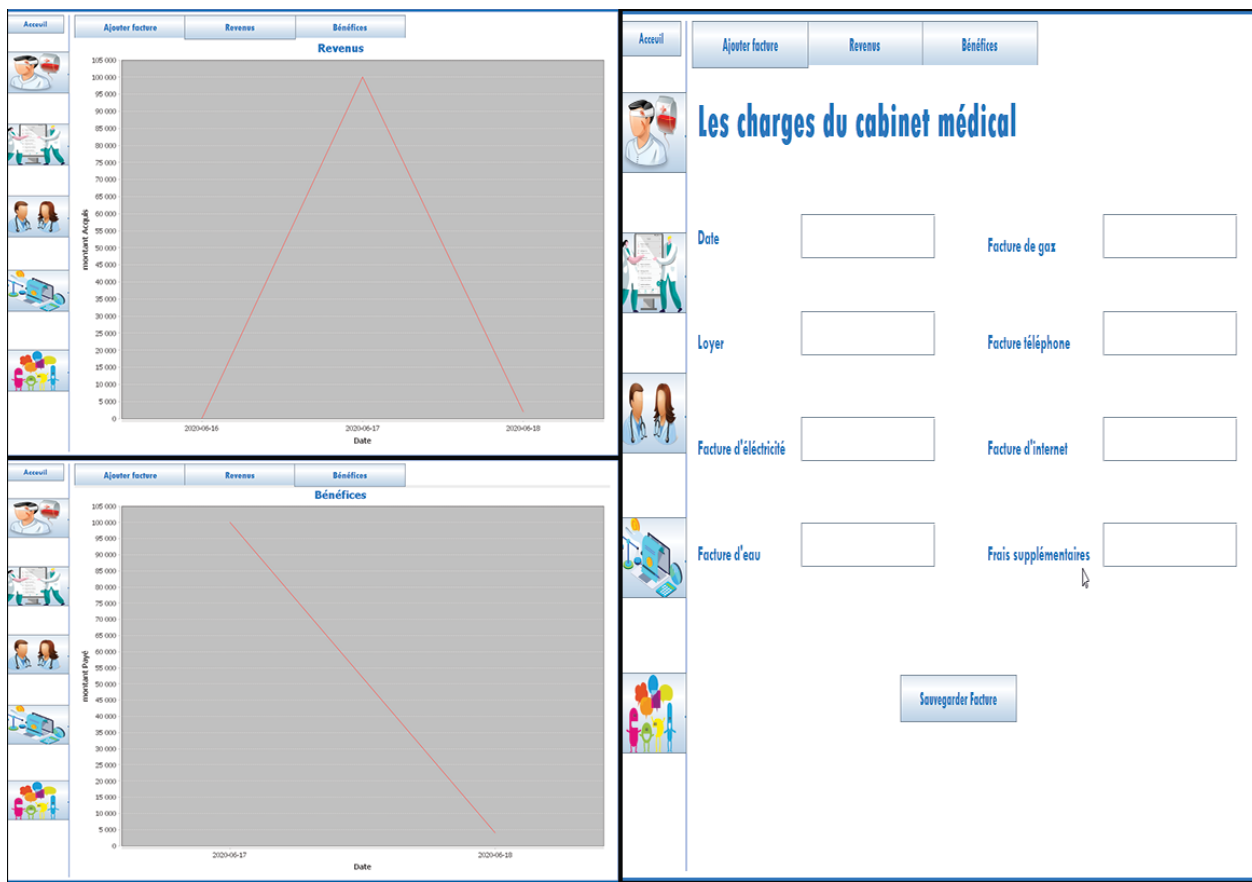 Acceuil
Ajouter facture Revenus Bénéfices
Revenus
105 000
100 000
95 000
90 000
85 000
80 000
75 000
70 000
65 000
60 000
55 000
50 000
45 000
40 000
35 000
30 000
25 000
20 000
15 000
10 000
5 000
0
montant Acquis
2020-06-16 2020-06-17 2020-06-18
Date
Acceuil
Ajouter facture Revenus Bénéfices
Bénéfices
105 000
100 000
95 000
90 000
85 000
80 000
75 000
70 000
65 000
60 000
55 000
50 000
45 000
40 000
35 000
30 000
25 000
20 000
15 000
10 000
5 000
0
montant Payé
2020-06-17 2020-06-18
Date
Acceuil
Ajouter facture Revenus Bénéfices
Les charges du cabinet médical
Date Facture de gaz
Loyer Facture téléphone
Facture d'éléctricité Facture d'internet
Facture d'eau Frais supplémentaires
Sauvegarder Facture